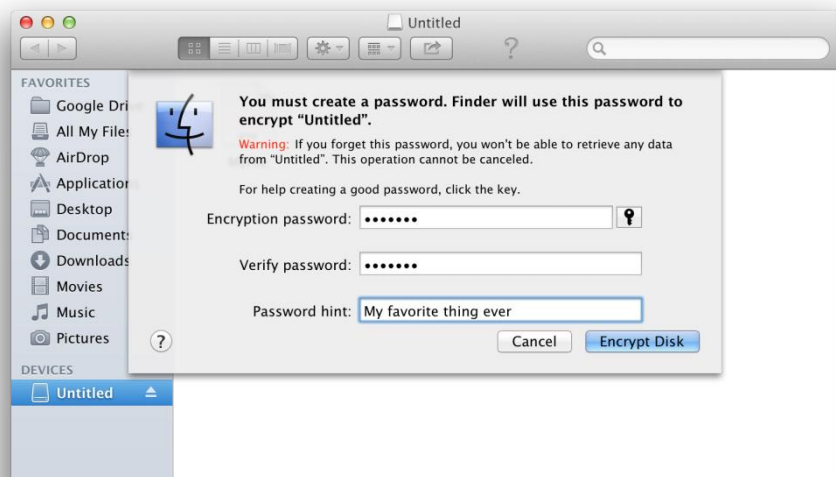 Untitled
FAVORITES
Google Dri
All My Files
AirDrop
Application
Desktop
Documents
Downloads
Movies
Music
Pictures
DEVICES
Untitled
You must create a password. Finder will use this password to
encrypt “Untitled”.
Warning: If you forget this password, you won't be able to retrieve any data
from “Untitled”. This operation cannot be canceled.
For help creating a good password, click the key.
Encryption password: •••••••
Verify password: •••••••
Password hint: My favorite thing ever
? Cancel Encrypt Disk